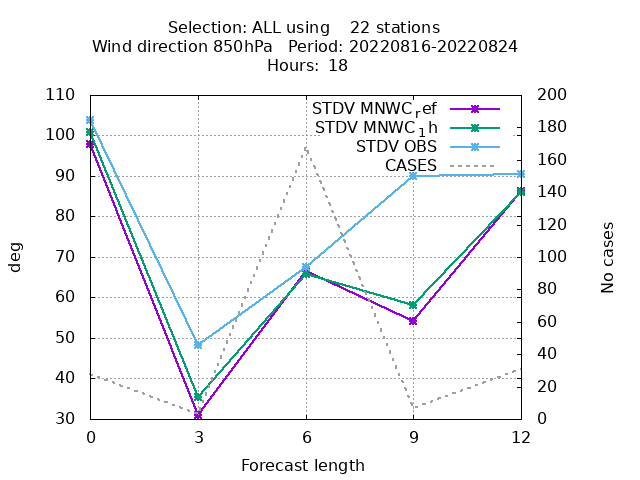 Selection: ALL using    22 stations
Wind direction 850hPa   Period: 20220816-20220824
Hours:  18
STDV MNWC_ref
STDV MNWC_1h
STDV OBS
CASES
110
100
90
80
70
60
50
40
30
deg
200
180
160
140
120
100
80
60
40
20
0
No cases
0 3 6 9 12
Forecast length